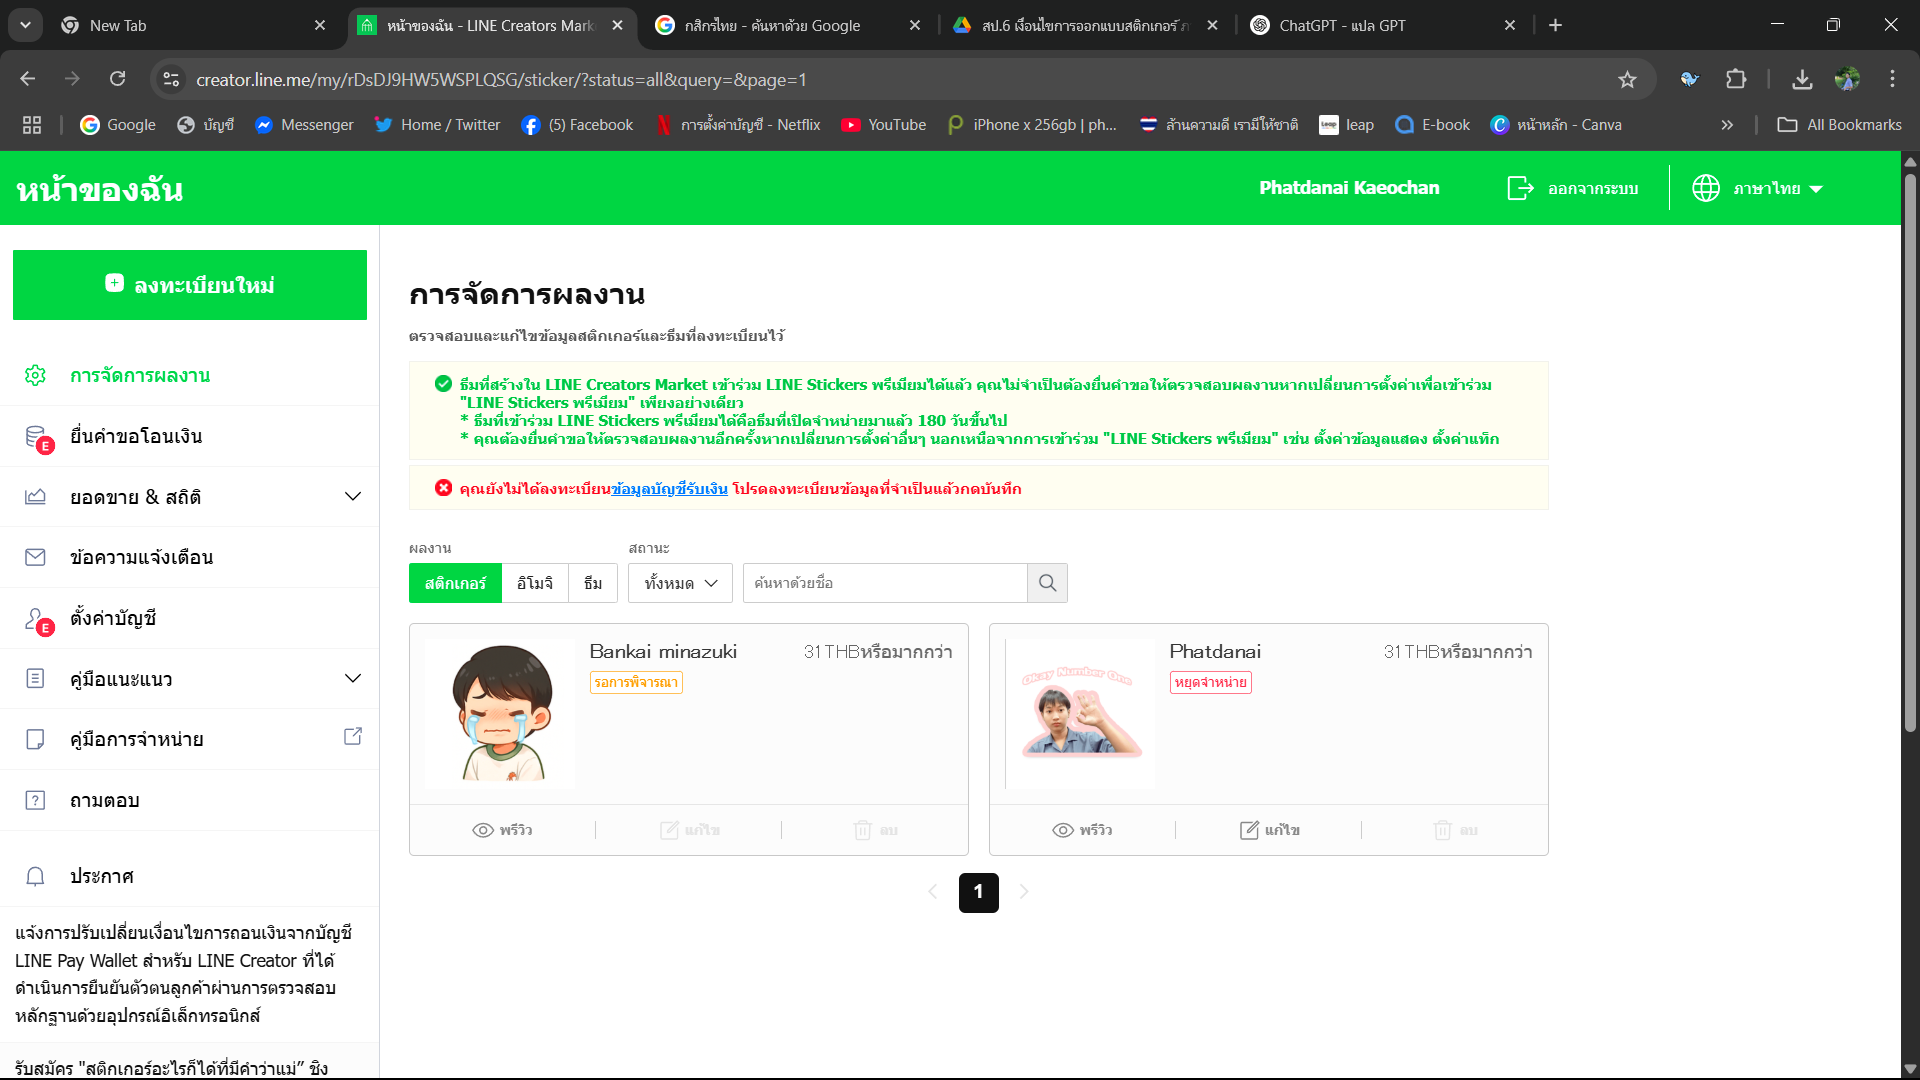 New Tab
หน้าของฉัน - LINE Creators Mark
กสิกรไทย - ค้นหาด้วย Google
สป.6 เงื่อนไขการออกแบบสติกเกอร์
ChatGPT - แปล GPT
creator.line.me/my/rDsDJ9HW5WSPLQSG/sticker/?status=all&query=&page=1
Google
บัญชี
Messenger
Home / Twitter
(5) Facebook
การตั้งค่าบัญชี - Netflix
YouTube
iPhone x 256gb | ph...
ล้านความดี เรามีให้ชาติ
leap
E-book
หน้าหลัก - Canva
All Bookmarks
หน้าของฉัน
Phatdanai Kaeochan
ออกจากระบบ
ภาษาไทย
ลงทะเบียนใหม่
การจัดการผลงาน
ยื่นคำขอโอนเงิน
E
ยอดขาย & สถิติ
ข้อความแจ้งเตือน
ตั้งค่าบัญชี
E
คู่มือแนะแนว
คู่มือการจำหน่าย
ถามตอบ
ประกาศ
แจ้งการปรับเปลี่ยนเงื่อนไขการถอนเงินจากบัญชี
LINE Pay Wallet สำหรับ LINE Creator ที่ได้
ดำเนินการยืนยันตัวตนลูกค้าผ่านการตรวจสอบ
หลักฐานด้วยอุปกรณ์อิเล็กทรอนิกส์
รับสมัคร "สติกเกอร์อะไรก็ได้ที่มีคำว่าแม่" ชิง
การจัดการผลงาน
ตรวจสอบและแก้ไขข้อมูลสติกเกอร์และธีมที่ลงทะเบียนไว้
ธีมที่สร้างใน LINE Creators Market เข้าร่วม LINE Stickers พรีเมียมได้แล้ว คุณไม่จำเป็นต้องยื่นคำขอให้ตรวจสอบผลงานหากเปลี่ยนการตั้งค่าเพื่อเข้าร่วม
"LINE Stickers พรีเมียม" เพียงอย่างเดียว
* ธีมที่เข้าร่วม LINE Stickers พรีเมียมได้คือธีมที่เปิดจำหน่ายมาแล้ว 180 วันขึ้นไป
* คุณต้องยื่นคำขอให้ตรวจสอบผลงานอีกครั้งหากเปลี่ยนการตั้งค่าอื่นๆ นอกเหนือจากการเข้าร่วม "LINE Stickers พรีเมียม" เช่น ตั้งค่าข้อมูลแสดง ตั้งค่าแท็ก
คุณยังไม่ได้ลงทะเบียนข้อมูลบัญชีรับเงิน โปรดลงทะเบียนข้อมูลที่จำเป็นแล้วกดบันทึก
ผลงาน
สถานะ
สติกเกอร์
อิโมจิ
ธีม
ทั้งหมด
ค้นหาด้วยชื่อ
Bankai minazuki
31THBหรือมากกว่า
รอการพิจารณา
พรีวิว
แก้ไข
ลบ
Phatdanai
31THBหรือมากกว่า
หยุดจำหน่าย
Okay Number One
พรีวิว
แก้ไข
ลบ
1